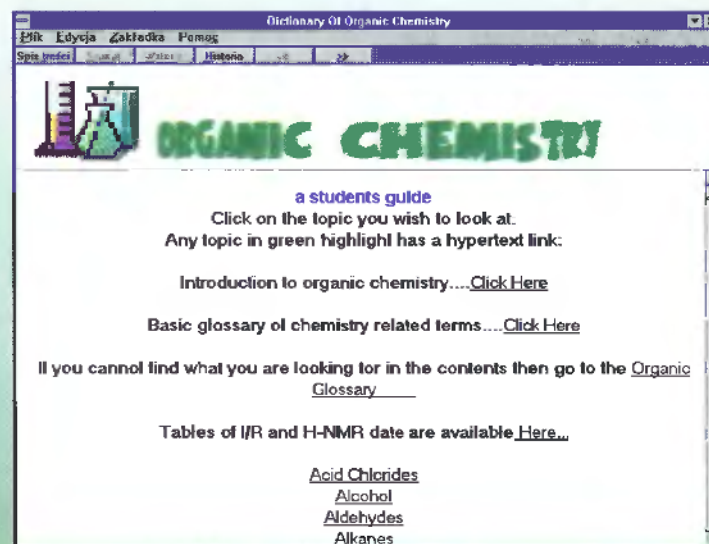 Dictionary Of Organic Chemistry
Plik Edycja Zakładka Pomoc
Spis treści Historia << >>
ORGANIC CHEMISTRY
a students guide
Click on the topic you wish to look at.
Any topic in green highlight has a hypertext link:
Introduction to organic chemistry....Click Here
Basic glossary of chemistry related terms....Click Here
If you cannot find what you are looking for in the contents then go to the Organic
Glossary
Tables of I/R and H-NMR date are available Here...
Acid Chlorides
Alcohol
Aldehydes
Alkanes